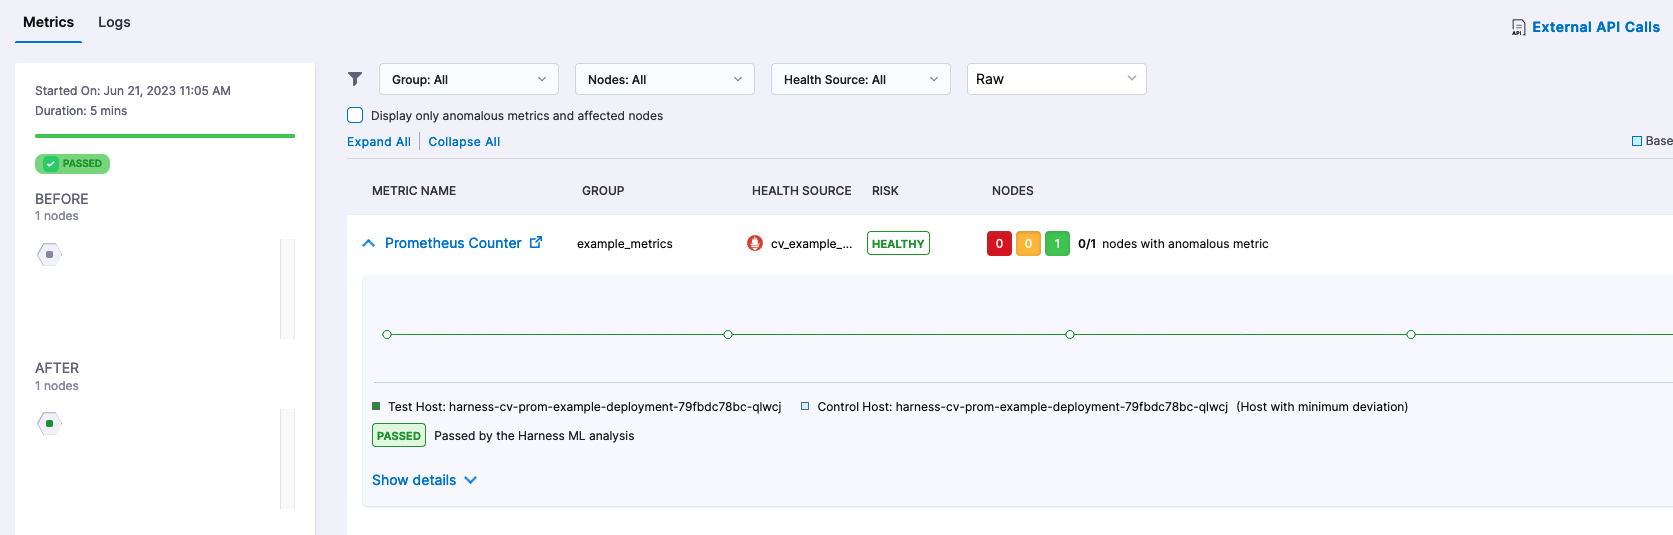 Metrics Logs
External API Calls
Started On: Jun 21, 2023 11:05 AM
Duration: 5 mins
PASSED
BEFORE
1 nodes
AFTER
1 nodes
Group: All
Nodes: All
Health Source: All
Raw
Display only anomalous metrics and affected nodes
Expand All
Collapse All
Base
METRIC NAME GROUP HEALTH SOURCE RISK NODES
Prometheus Counter example_metrics cv_example_... HEALTHY 0 0 1 0/1 nodes with anomalous metric
Test Host: harness-cv-prom-example-deployment-79fbdc78bc-qlwcj Control Host: harness-cv-prom-example-deployment-79fbdc78bc-qlwcj (Host with minimum deviation)
PASSED Passed by the Harness ML analysis
Show details